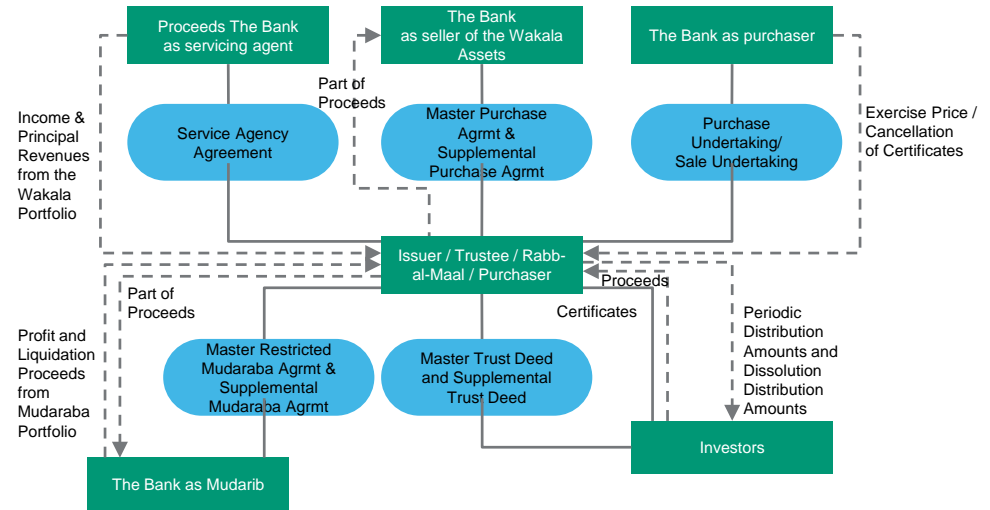 Proceeds The Bank
as servicing agent
The Bank
as seller of the Wakala
Assets
The Bank as purchaser
Part of
Proceeds
Income &
Principal
Revenues
from the
Wakala
Portfolio
Service Agency
Agreement
Master Purchase
Agrmt &
Supplemental
Purchase Agrmt
Purchase
Undertaking/
Sale Undertaking
Exercise Price /
Cancellation
of Certificates
Issuer / Trustee / Rabb-
al-Maal / Purchaser
Part of
Proceeds
Proceeds
Certificates
Profit and
Liquidation
Proceeds
from
Mudaraba
Portfolio
Master Restricted
Mudaraba Agrmt &
Supplemental
Mudaraba Agrmt
Master Trust Deed
and Supplemental
Trust Deed
Periodic
Distribution
Amounts and
Dissolution
Distribution
Amounts
Investors
The Bank as Mudarib